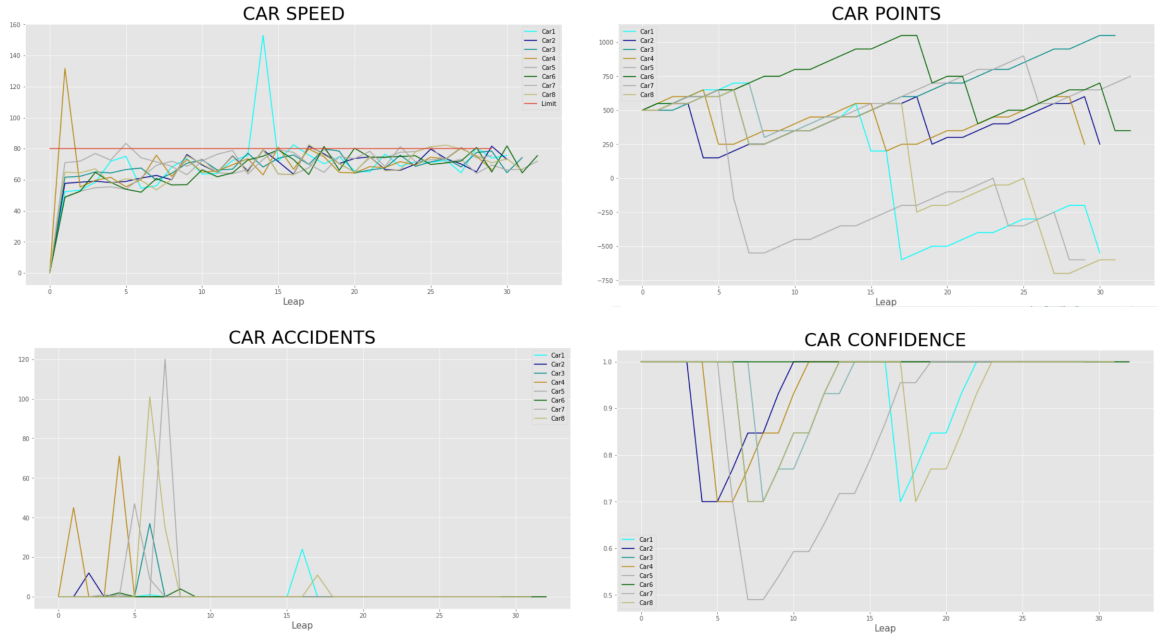 CAR SPEED
160
140
120
100
80
60
40
20
0
0
5
10
15
20
25
30
Leap
Car1
Car2
Car3
Car4
Car5
Car6
Car7
Car8
Limit
CAR POINTS
1000
750
500
250
0
−250
−500
−750
0
5
10
15
20
25
30
Leap
Car1
Car2
Car3
Car4
Car5
Car6
Car7
Car8
CAR ACCIDENTS
120
100
80
60
40
20
0
0
5
10
15
20
25
30
Leap
Car1
Car2
Car3
Car4
Car5
Car6
Car7
Car8
CAR CONFIDENCE
1.0
0.9
0.8
0.7
0.6
0.5
0
5
10
15
20
25
30
Leap
Car1
Car2
Car3
Car4
Car5
Car6
Car7
Car8